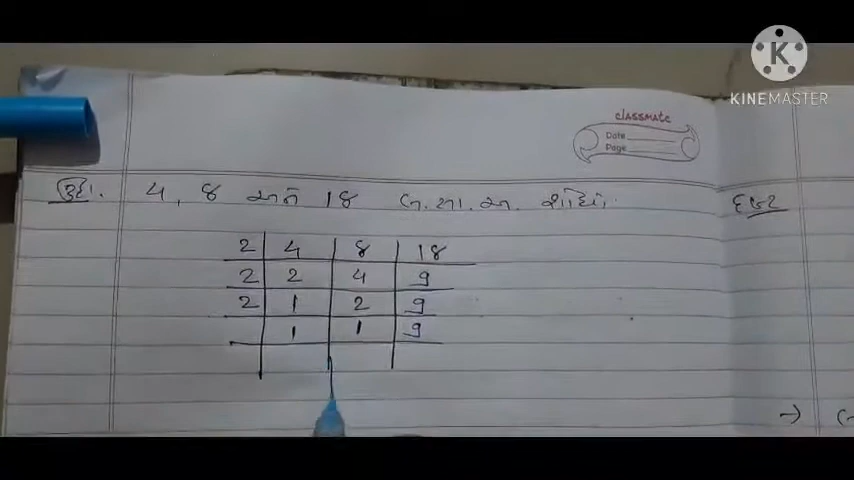 KINEMASTER
classmate
Date
Page
ઉદા. 4, 8 અને 18 લ.સા.અ. શોધો.
2 4 8 18
2 2 4 9
2 1 2 9
1 1 9